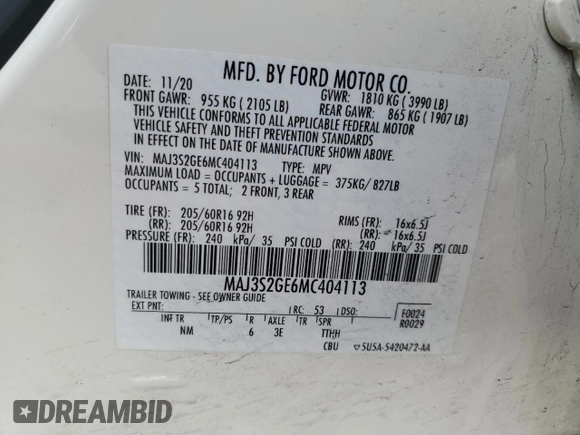 MFD. BY FORD MOTOR CO.
DATE: 11/20 GVWR: 1810 KG ( 3990 LB)
FRONT GAWR: 955 KG ( 2105 LB) REAR GAWR: 865 KG ( 1907 LB)
THIS VEHICLE CONFORMS TO ALL APPLICABLE FEDERAL MOTOR
VEHICLE SAFETY AND THEFT PREVENTION STANDARDS
IN EFFECT ON THE DATE OF MANUFACTURE SHOWN ABOVE.
VIN: MAJ3S2GE6MC404113 TYPE: MPV
MAXIMUM LOAD = OCCUPANTS + LUGGAGE = 375KG/ 827LB
OCCUPANTS = 5 TOTAL; 2 FRONT, 3 REAR
TIRE (FR): 205/60R16 92H RIMS (FR): 16x6.5J
(RR): 205/60R16 92H (RR): 16x6.5J
PRESSURE (FR): 240 kPa/ 35 PSI COLD (RR): 240 kPa/ 35 PSI COLD
MAJ3S2GE6MC404113
TRAILER TOWING - SEE OWNER GUIDE
EXT PNT: RC: 53 DSO: F0024
R0029
INT TR TP/PS R AXLE TR SPR
NM 6 3E TTHH
CBU SU5A-S420472-AA
DREAMBID